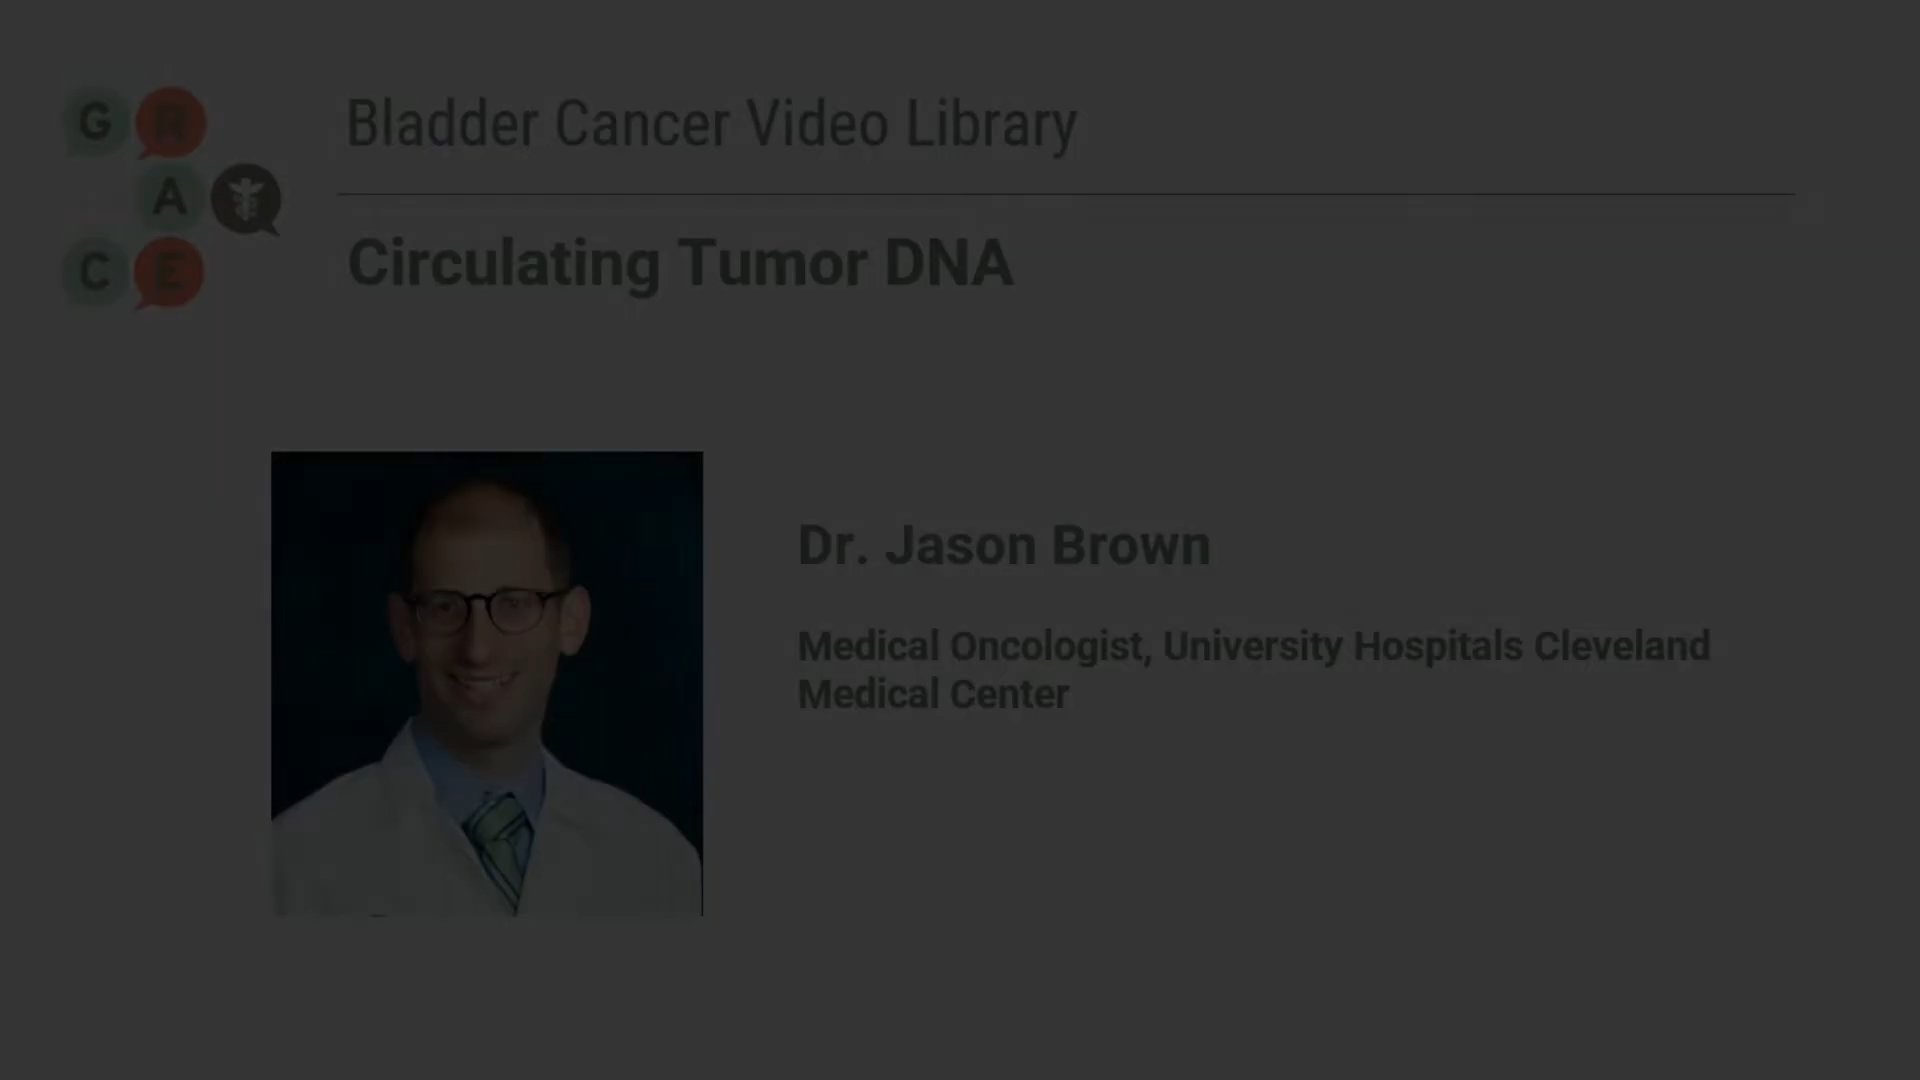 G R
A
C E
Bladder Cancer Video Library
Circulating Tumor DNA
Dr. Jason Brown
Medical Oncologist, University Hospitals Cleveland
Medical Center